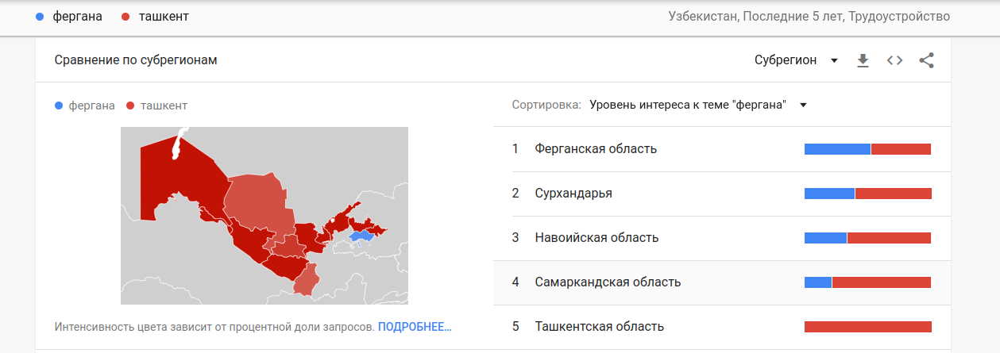 фергана ташкент Узбекистан, Последние 5 лет, Трудоустройство
Сравнение по субрегионам Субрегион
фергана ташкент
Сортировка: Уровень интереса к теме "фергана"
1 Ферганская область
2 Сурхандарья
3 Навоийская область
4 Самаркандская область
5 Ташкентская область
Интенсивность цвета зависит от процентной доли запросов. ПОДРОБНЕЕ...